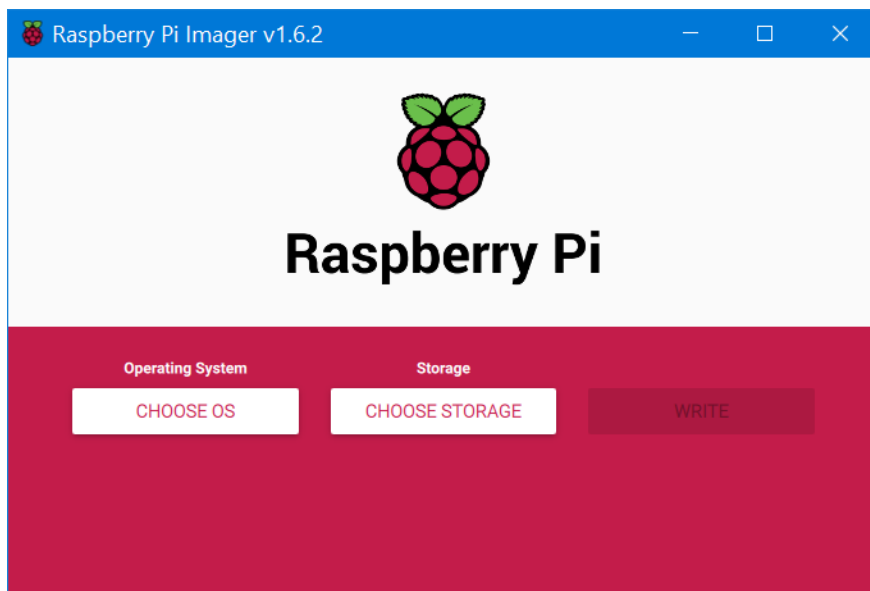 Raspberry Pi Imager v1.6.2
Raspberry Pi
Operating System
Storage
CHOOSE OS
CHOOSE STORAGE
WRITE